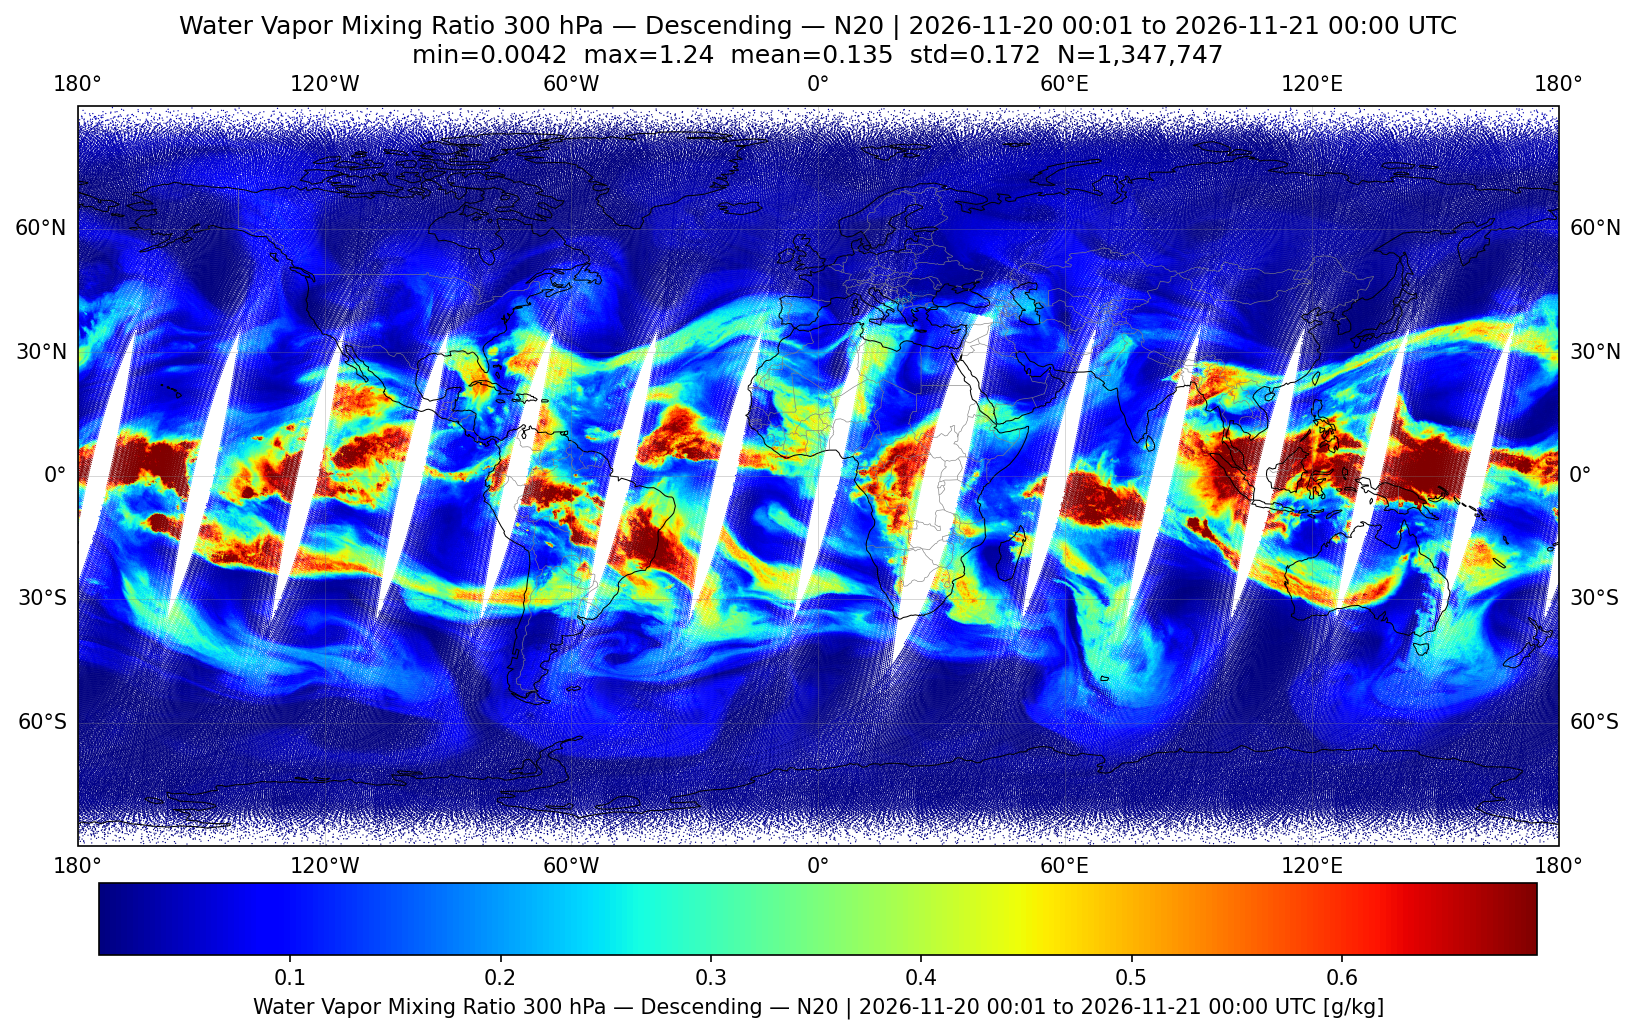 Water Vapor Mixing Ratio 300 hPa — Descending — N20 | 2026-11-20 00:01 to 2026-11-21 00:00 UTC
min=0.0042 max=1.24 mean=0.135 std=0.172 N=1,347,747
180° 120°W 60°W 0° 60°E 120°E 180°
60°N 60°N
30°N 30°N
0° 0°
30°S 30°S
60°S 60°S
180° 120°W 60°W 0° 60°E 120°E 180°
0.1 0.2 0.3 0.4 0.5 0.6
Water Vapor Mixing Ratio 300 hPa — Descending — N20 | 2026-11-20 00:01 to 2026-11-21 00:00 UTC [g/kg]